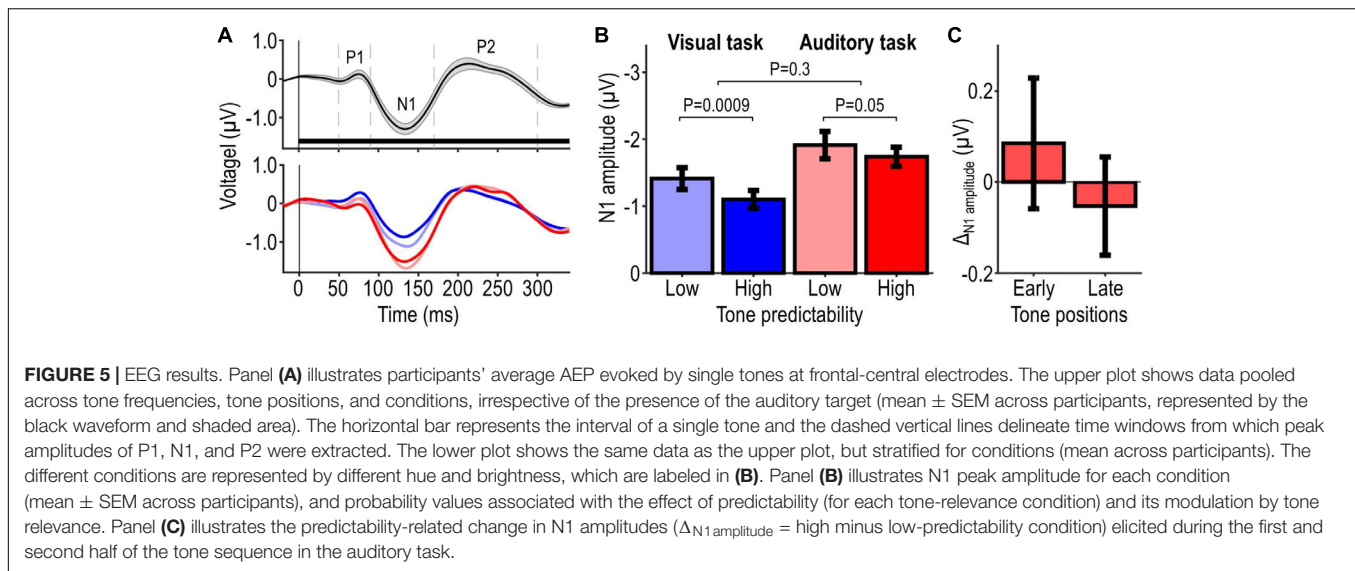 A
1.0
0
-1.0
P1
N1
P2
Voltagel (µV)
1.0
0
-1.0
0 50 100 150 200 250 300
Time (ms)
B
Visual task Auditory task
P=0.3
P=0.0009
P=0.05
N1 amplitude (µV)
-3
-2
-1
0
Low High Low High
Tone predictability
C
ΔN1 amplitude (µV)
0.2
0
-0.2
Early Late
Tone positions
FIGURE 5 | EEG results. Panel (A) illustrates participants’ average AEP evoked by single tones at frontal-central electrodes. The upper plot shows data pooled
across tone frequencies, tone positions, and conditions, irrespective of the presence of the auditory target (mean ± SEM across participants, represented by the
black waveform and shaded area). The horizontal bar represents the interval of a single tone and the dashed vertical lines delineate time windows from which peak
amplitudes of P1, N1, and P2 were extracted. The lower plot shows the same data as the upper plot, but stratified for conditions (mean across participants). The
different conditions are represented by different hue and brightness, which are labeled in (B). Panel (B) illustrates N1 peak amplitude for each condition
(mean ± SEM across participants), and probability values associated with the effect of predictability (for each tone-relevance condition) and its modulation by tone
relevance. Panel (C) illustrates the predictability-related change in N1 amplitudes (ΔN1 amplitude = high minus low-predictability condition) elicited during the first and
second half of the tone sequence in the auditory task.